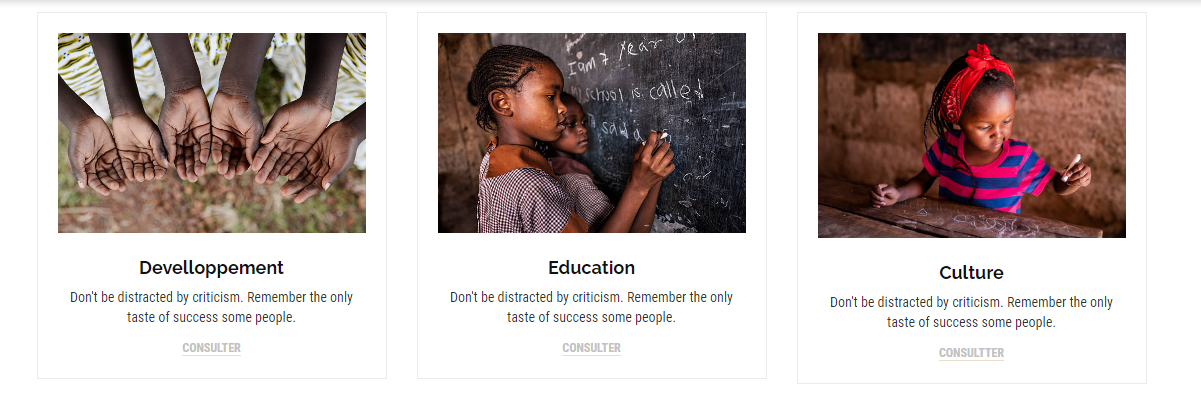 Iam 7 year of
school is called
said a
Develloppement
Don't be distracted by criticism. Remember the only
taste of success some people.
CONSULTER
Education
Don't be distracted by criticism. Remember the only
taste of success some people.
CONSULTER
Culture
Don't be distracted by criticism. Remember the only
taste of success some people.
CONSULTTER